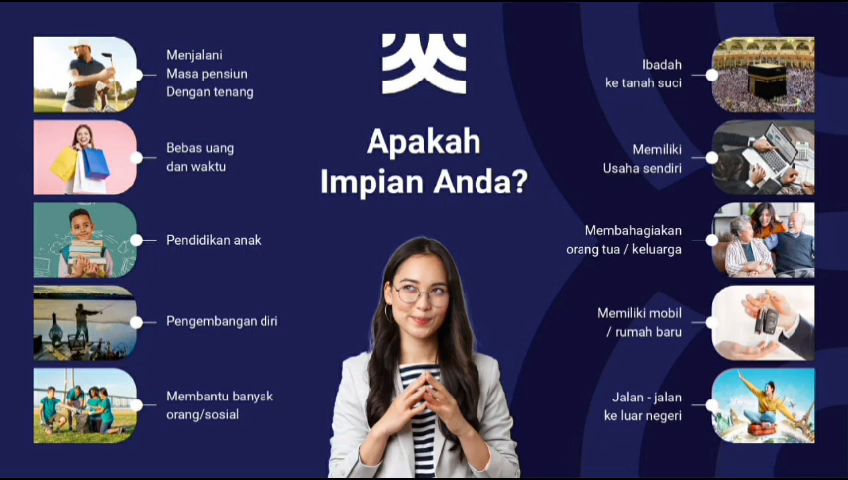 Menjalani
Masa pensiun
Dengan tenang
Bebas uang
dan waktu
Pendidikan anak
Pengembangan diri
Membantu banyak
orang/sosial
Apakah
Impian Anda?
Ibadah
ke tanah suci
Memiliki
Usaha sendiri
Membahagiakan
orang tua / keluarga
Memiliki mobil
/ rumah baru
Jalan - jalan
ke luar negeri